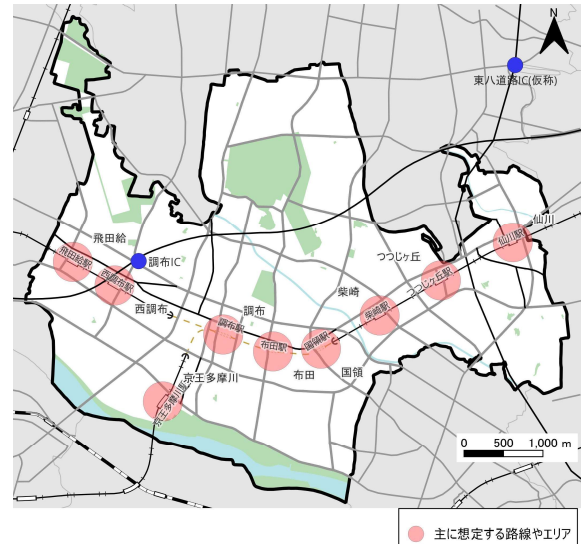 N
東八道路IC(仮称)
仙川
仙川駅
飛田給
つつじヶ丘
飛田給駅
調布IC
西調布駅
つつじヶ丘駅
柴崎
西調布
調布
柴崎駅
調布駅
布田駅
国領駅
京王多摩川
布田
国領
京王多摩川駅
0 500 1,000 m
主に想定する路線やエリア